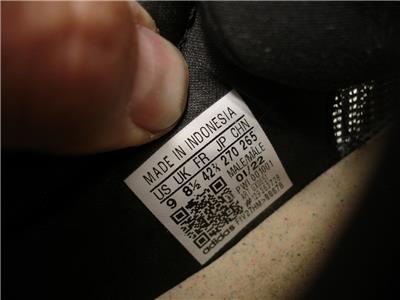 MADE IN INDONESIA
US UK FR JP CHN
9 8½ 42⅔ 270 265
MALE/MÂLE
01/22
adidas